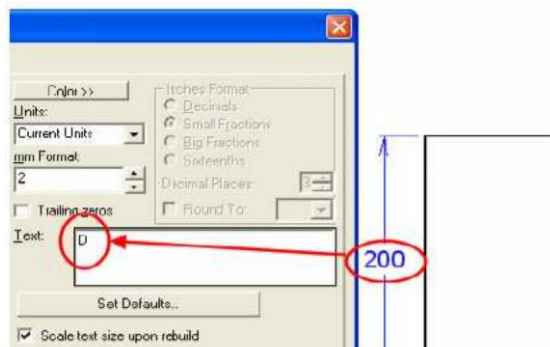 Color >>
Units:
Current Units
mm Format:
2
Trailing zeros
Inches Format
Decimals
Small Fractions
Big Fractions
Sixteenths
Decimal Places:
3
Round To:
Text:
D
200
Set Defaults...
Scale text size upon rebuild